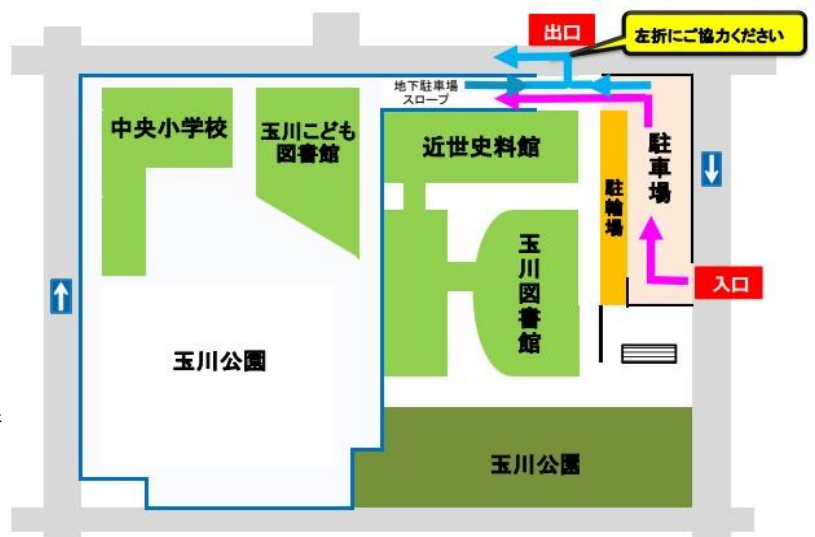 出口
左折にご協力ください
地下駐車場
スロープ
中央小学校
玉川こども
図書館
近世史料館
駐車場
駐輪場
玉川図書館
入口
玉川公園
玉川公園